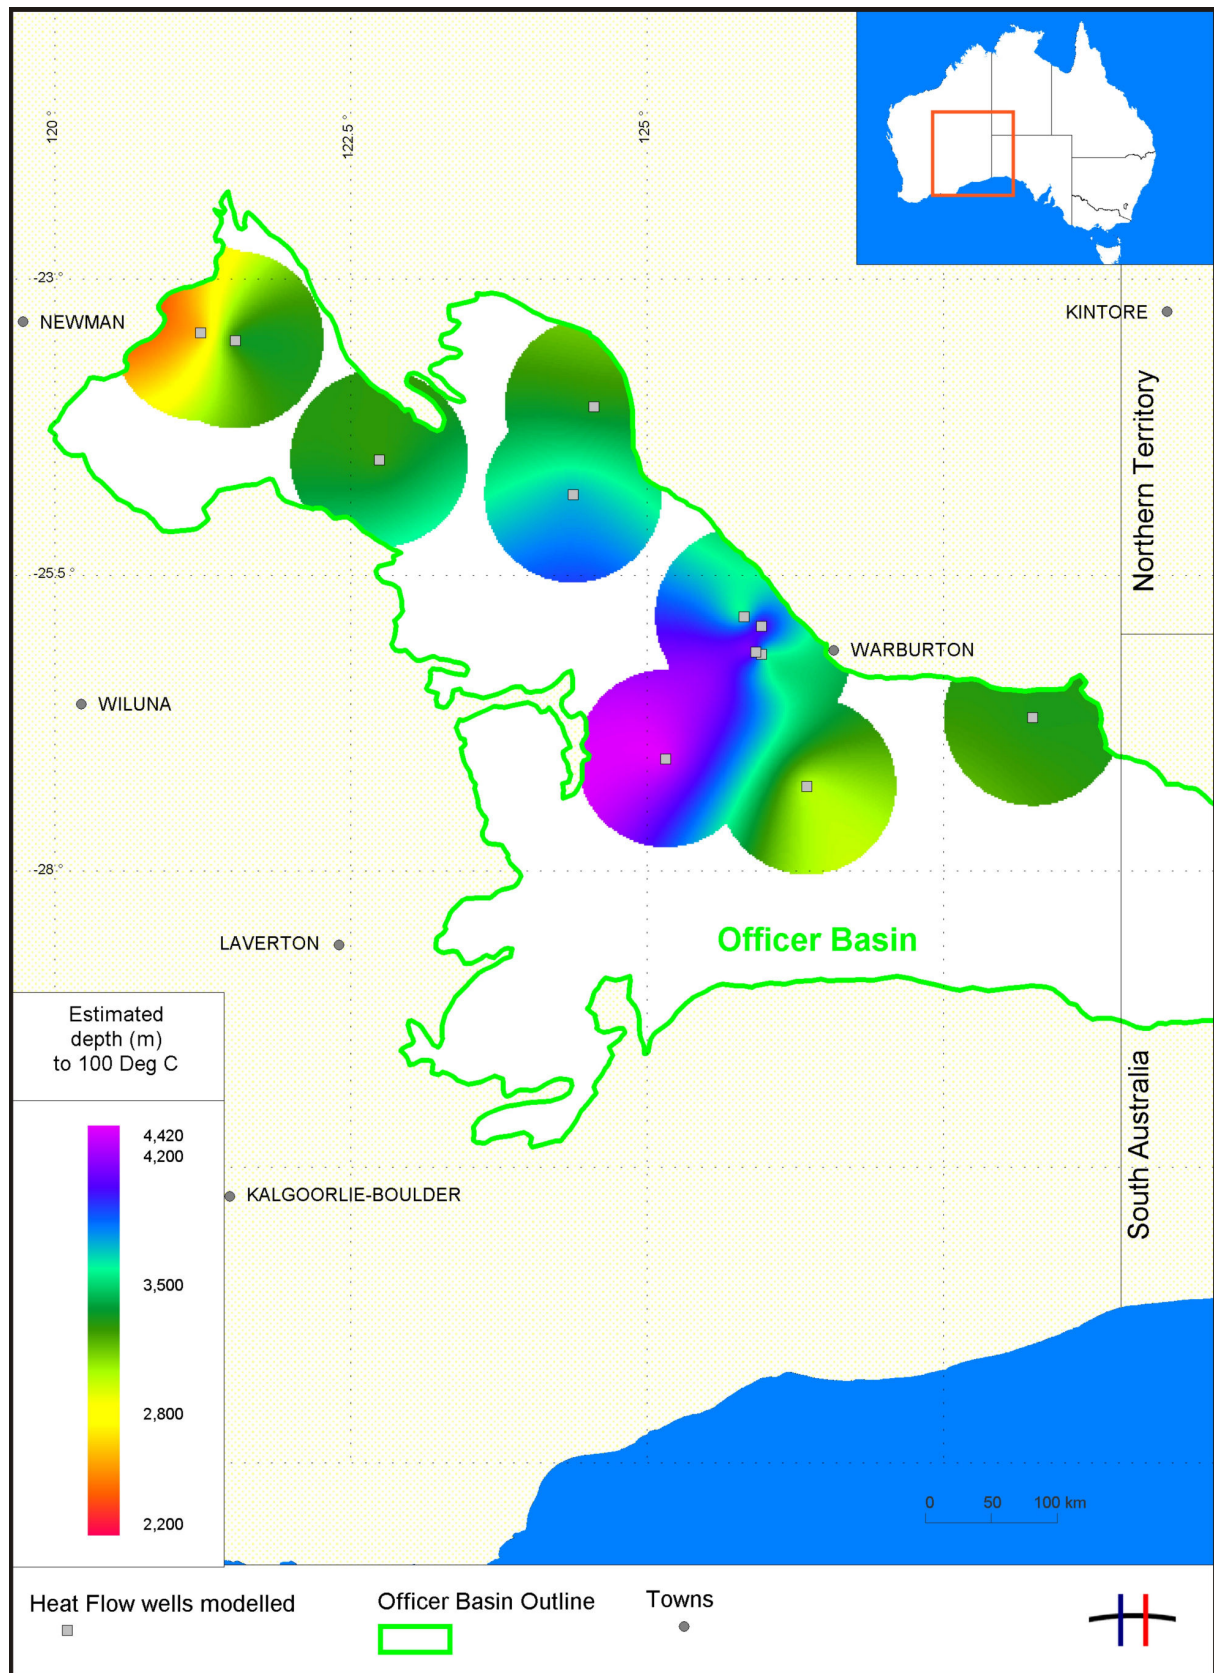 120°
122.5°
125°
-23°
NEWMAN
KINTORE
Northern Territory
-25.5°
WARBURTON
WILUNA
-28°
LAVERTON
Officer Basin
Estimated
depth (m)
to 100 Deg C
South Australia
4,420
4,200
KALGOORLIE-BOULDER
3,500
2,800
0 50 100 km
2,200
Heat Flow wells modelled
Officer Basin Outline
Towns